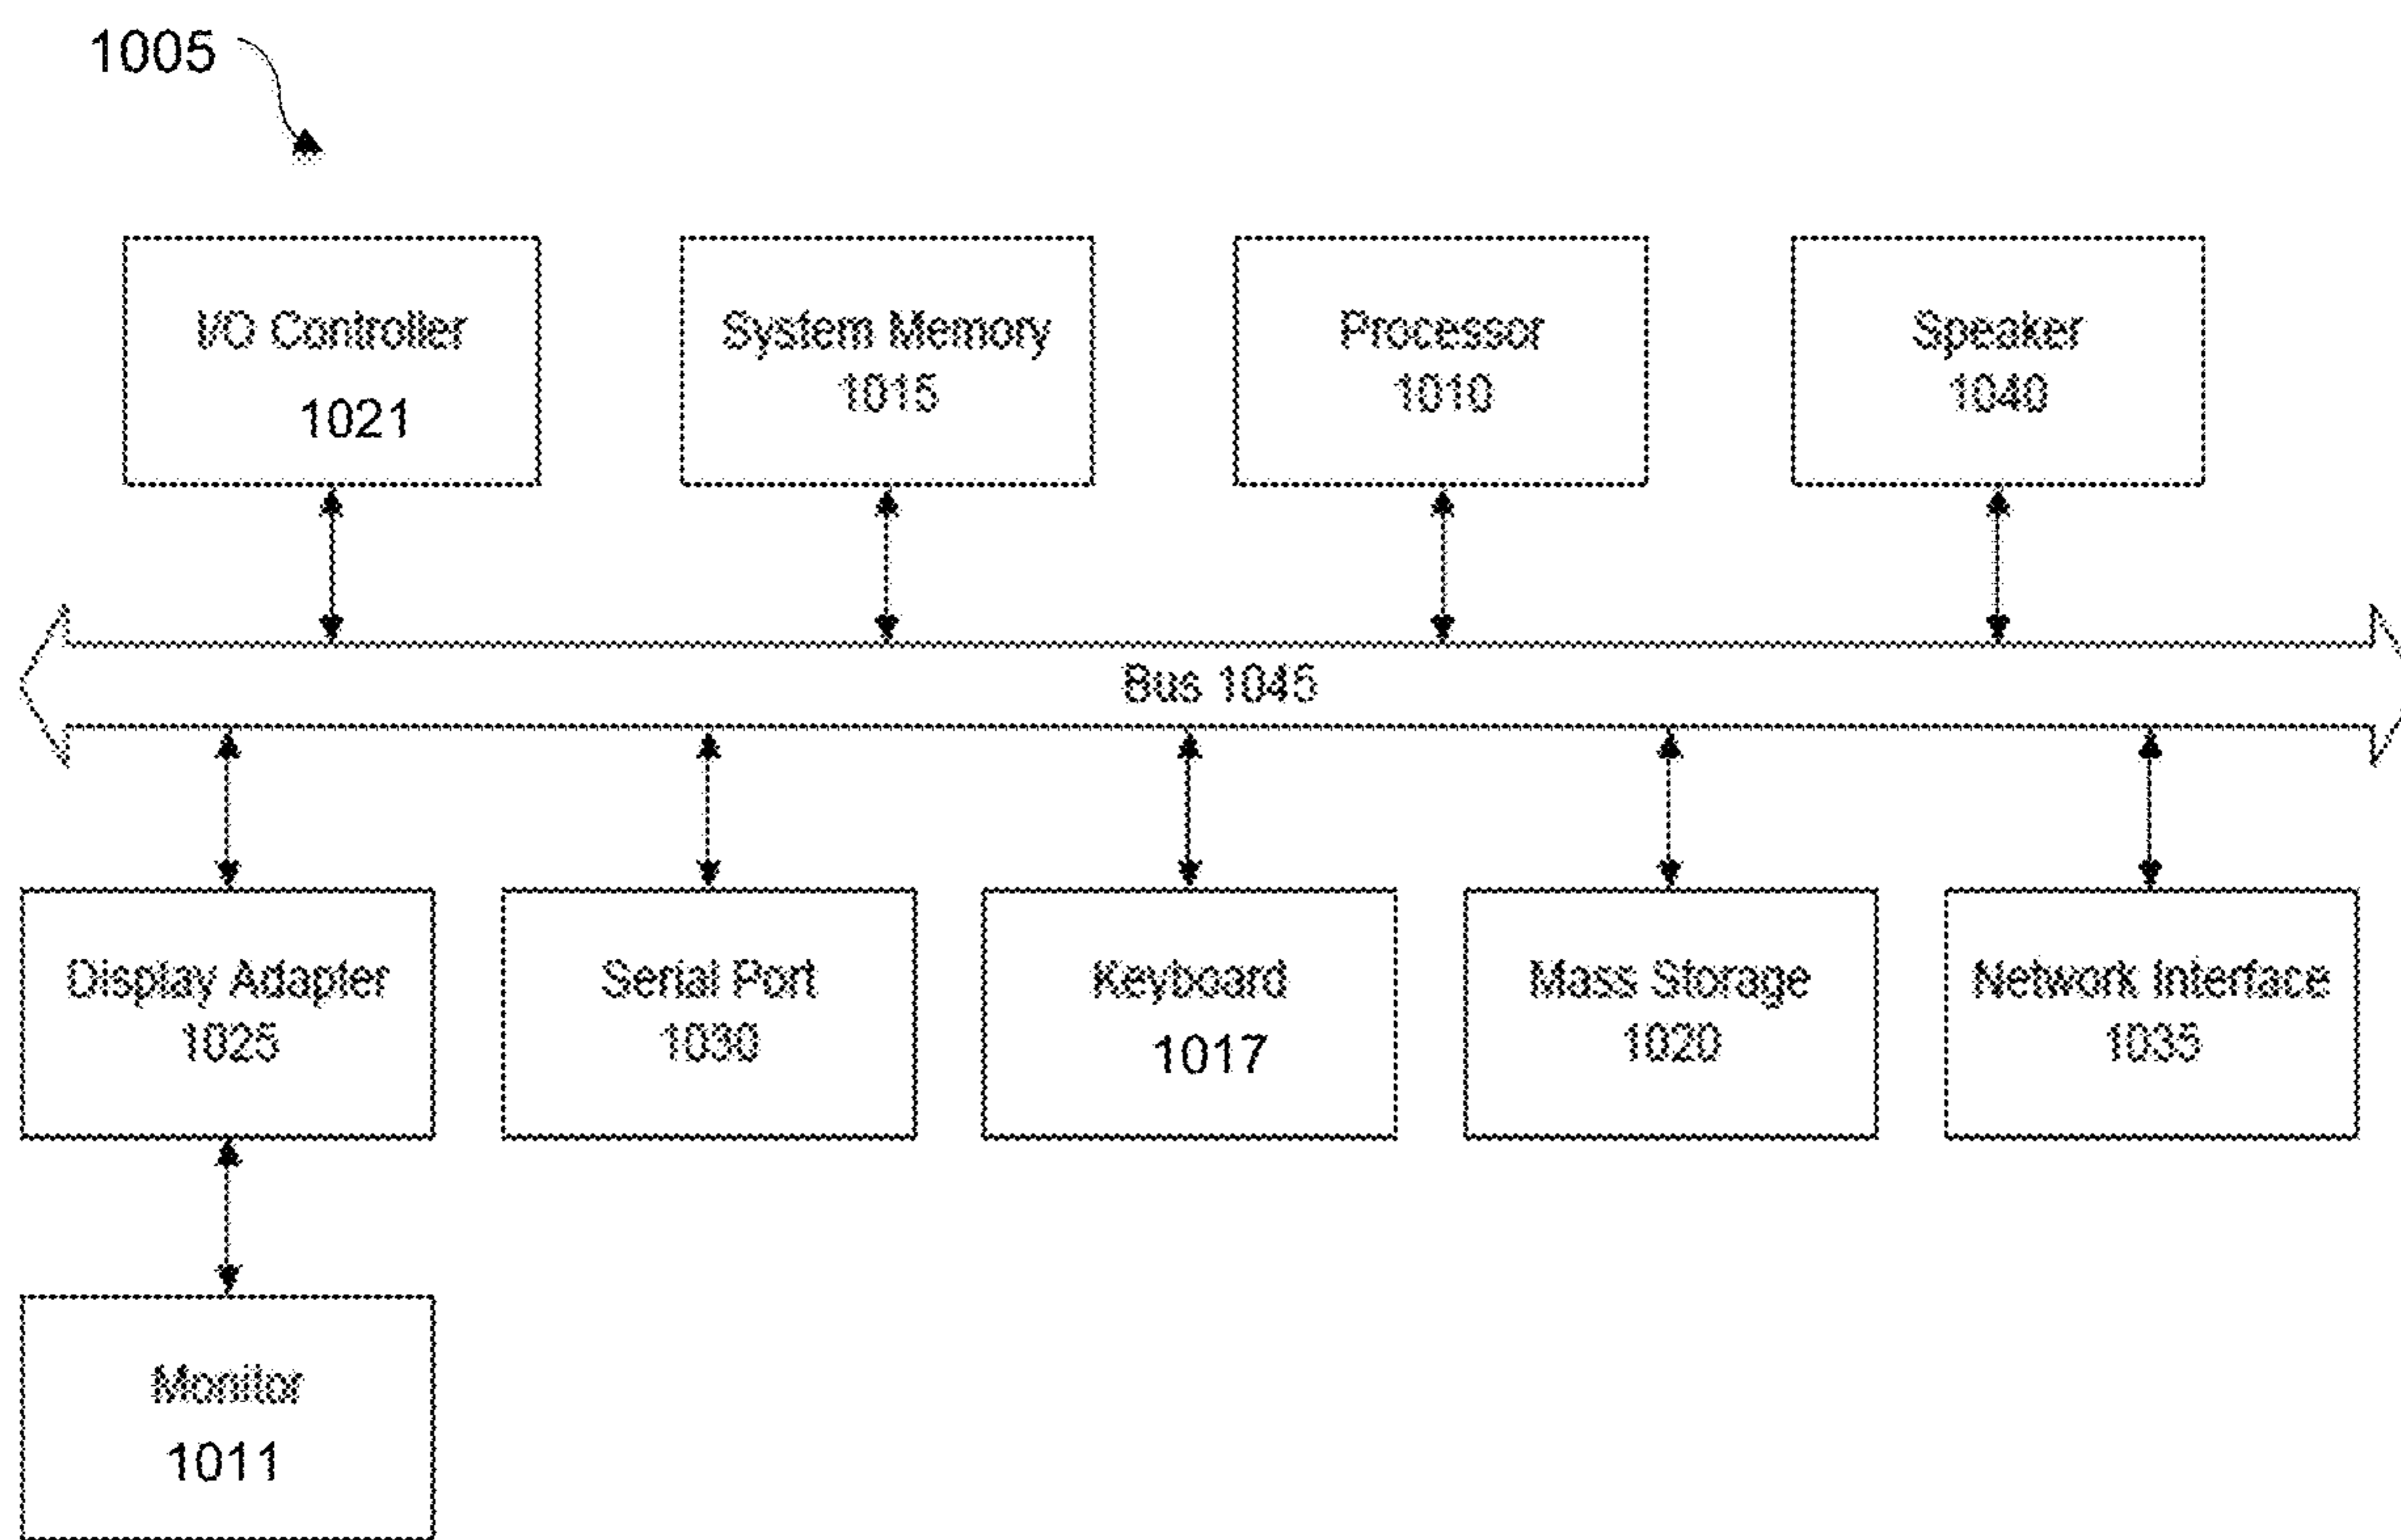 1005
I/O Controller
1021
System Memory
1015
Processor
1010
Speaker
1040
Bus 1045
Display Adapter
1025
Serial Port
1030
Keyboard
1017
Mass Storage
1020
Network Interface
1035
Monitor
1011